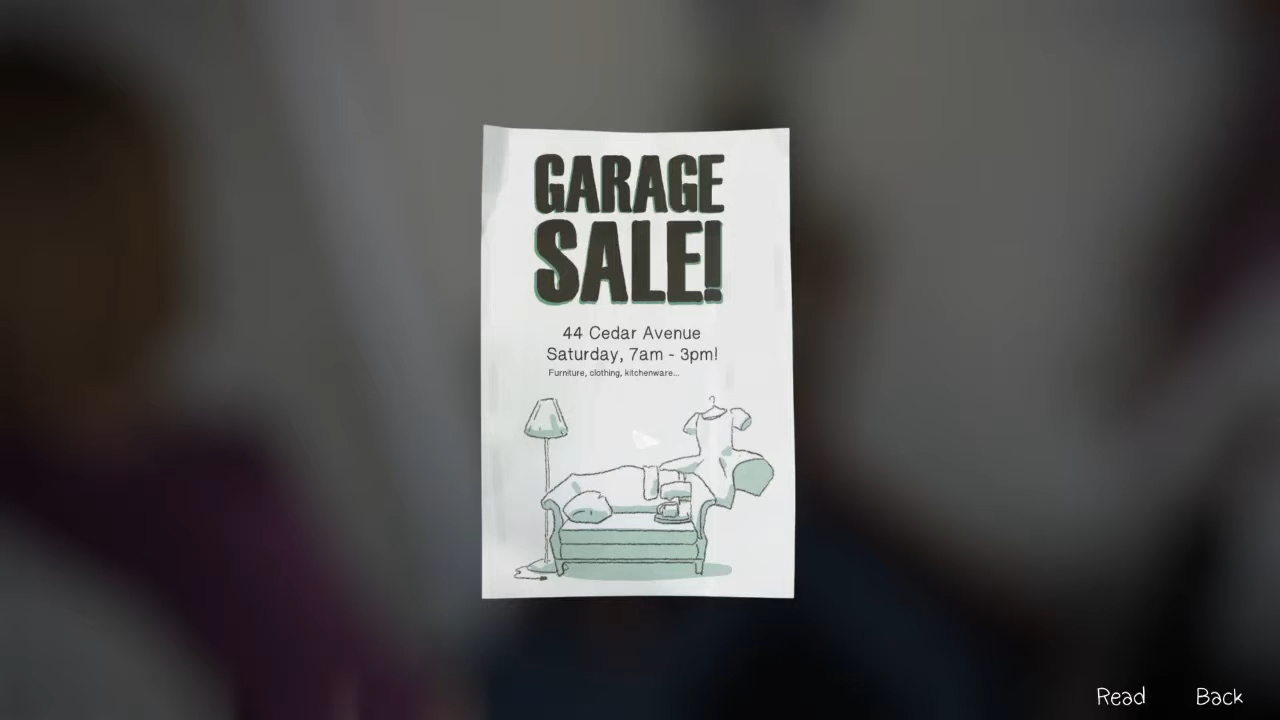 GARAGE
SALE!
44 Cedar Avenue
Saturday, 7am - 3pm!
Furniture, clothing, kitchenware...
Read Back